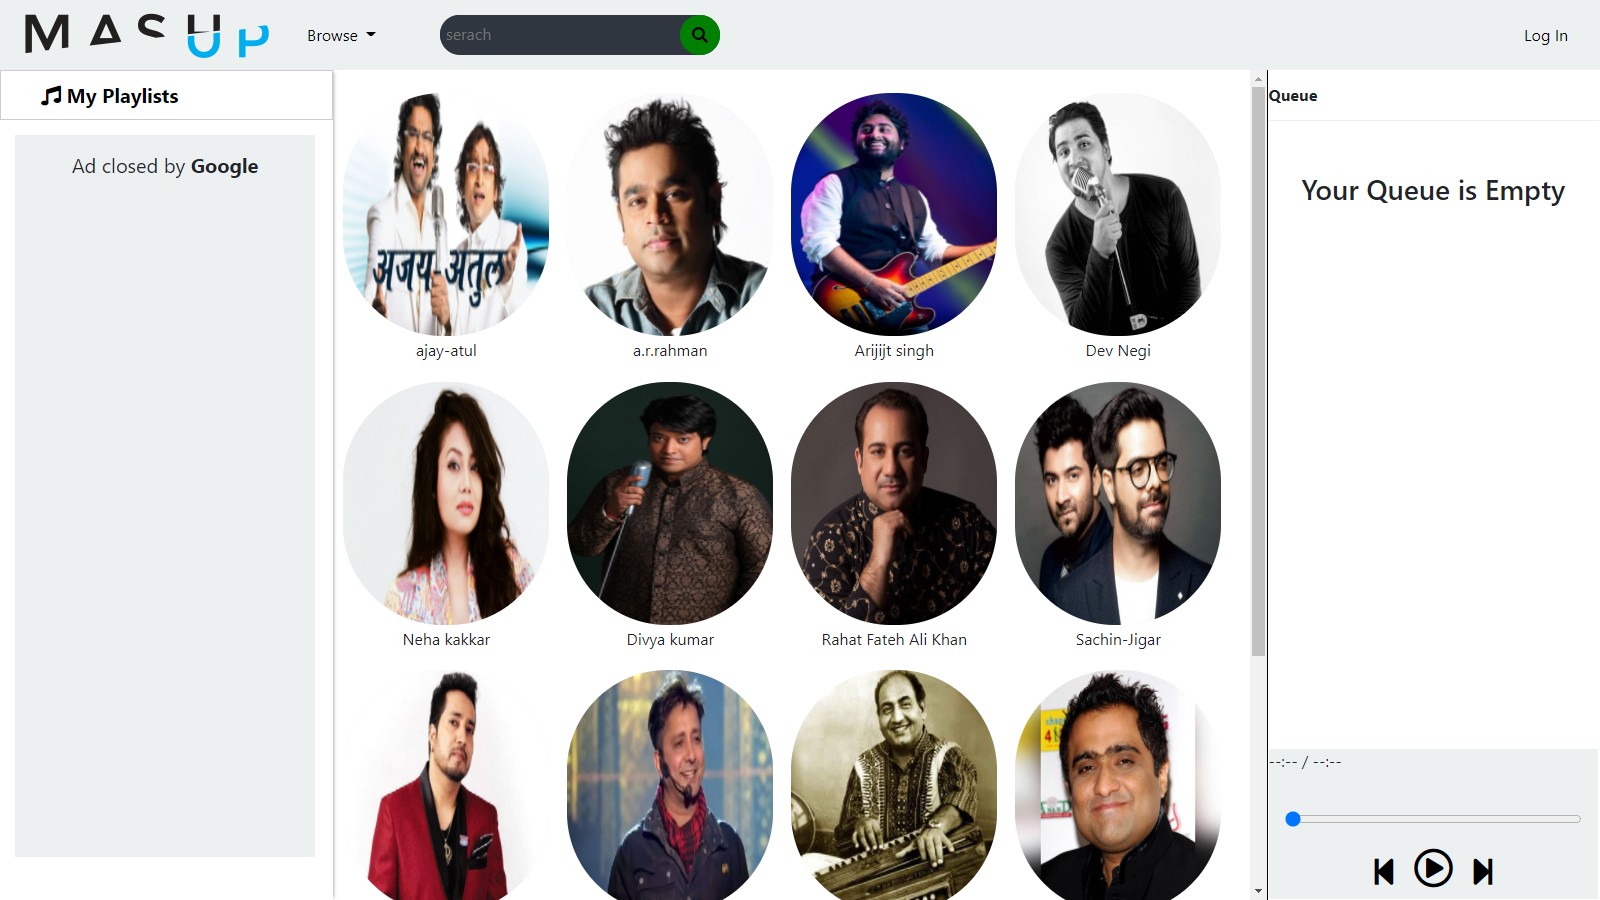 MASUP
Browse
serach
Log In
My Playlists
Ad closed by Google
Queue
Your Queue is Empty
अजय-अतुल
ajay-atul
a.r.rahman
Arijijt singh
Dev Negi
Neha kakkar
Divya kumar
Rahat Fateh Ali Khan
Sachin-Jigar
--:-- / --:--